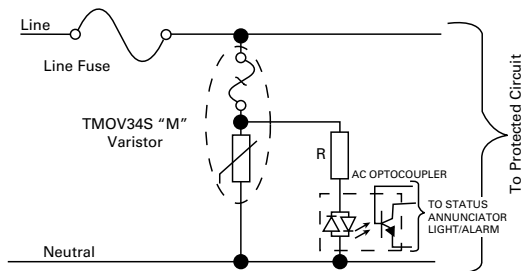 Line
Line Fuse
TMOV34S “M”
Varistor
R
AC OPTOCOUPLER
TO STATUS
ANNUNCIATOR
LIGHT/ALARM
To Protected Circuit
Neutral